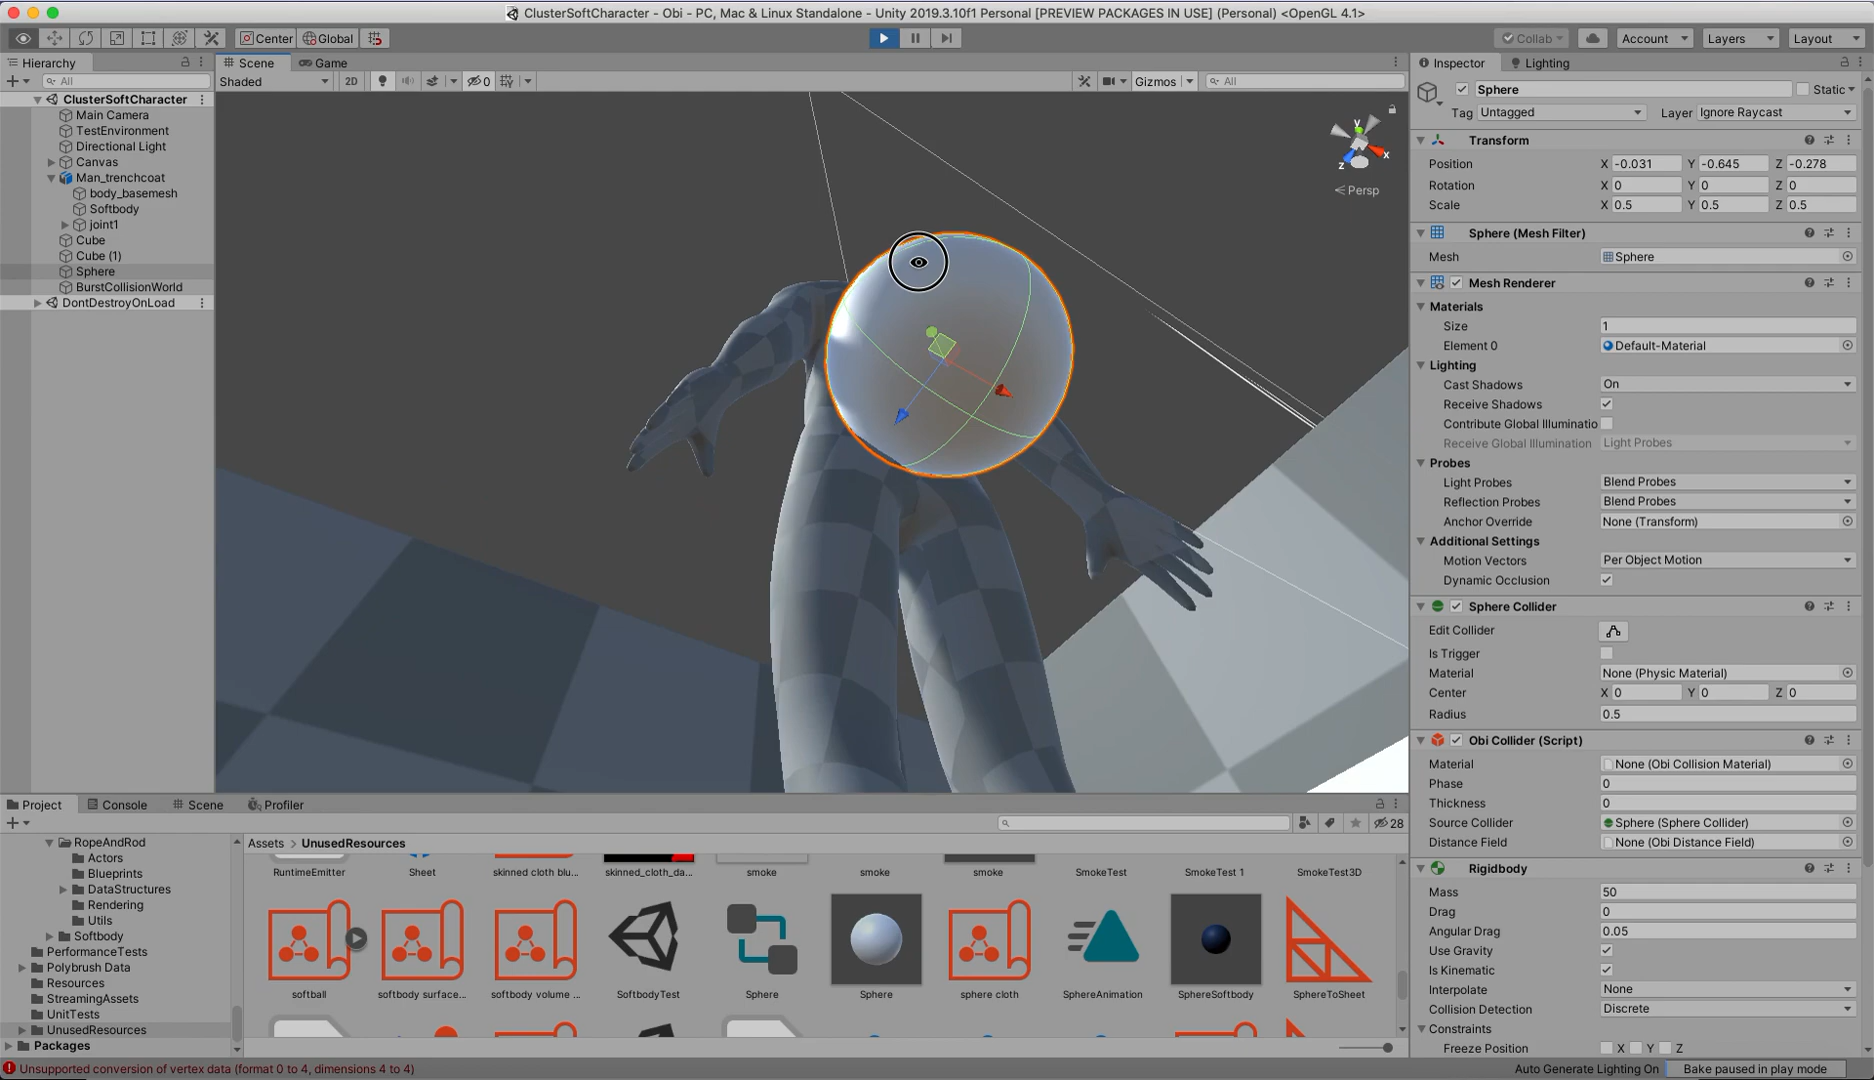 ClusterSoftCharacter - Obi - PC, Mac & Linux Standalone - Unity 2019.3.10f1 Personal [PREVIEW PACKAGES IN USE] (Personal) <OpenGL 4.1>
Center Global Collab Account Layers Layout
Hierarchy
All
ClusterSoftCharacter
Main Camera
TestEnvironment
Directional Light
Canvas
Man_trenchcoat
body_basemesh
Softbody
joint1
Cube
Cube (1)
Sphere
BurstCollisionWorld
DontDestroyOnLoad
Scene Game
Shaded 2D 0 Gizmos All
y
x
z
Persp
Inspector Lighting
Sphere Static
Tag Untagged Layer Ignore Raycast
Transform
Position X -0.031 Y -0.645 Z -0.278
Rotation X 0 Y 0 Z 0
Scale X 0.5 Y 0.5 Z 0.5
Sphere (Mesh Filter)
Mesh Sphere
Mesh Renderer
Materials
Size 1
Element 0 Default-Material
Lighting
Cast Shadows On
Receive Shadows
Contribute Global Illuminatio
Receive Global Illumination Light Probes
Probes
Light Probes Blend Probes
Reflection Probes Blend Probes
Anchor Override None (Transform)
Additional Settings
Motion Vectors Per Object Motion
Dynamic Occlusion
Sphere Collider
Edit Collider
Is Trigger
Material None (Physic Material)
Center X 0 Y 0 Z 0
Radius 0.5
Obi Collider (Script)
Material None (Obi Collision Material)
Phase 0
Thickness 0
Source Collider Sphere (Sphere Collider)
Distance Field None (Obi Distance Field)
Rigidbody
Mass 50
Drag 0
Angular Drag 0.05
Use Gravity
Is Kinematic
Interpolate None
Collision Detection Discrete
Constraints
Freeze Position X Y Z
Project Console Scene Profiler
28
RopeAndRod
Actors
Blueprints
DataStructures
Rendering
Utils
Softbody
PerformanceTests
Polybrush Data
Resources
StreamingAssets
UnitTests
UnusedResources
Packages
Assets > UnusedResources
RuntimeEmitter Sheet skinned cloth blu... skinned_cloth_da... smoke smoke smoke SmokeTest SmokeTest 1 SmokeTest3D
softball softbody surface... softbody volume ... SoftbodyTest Sphere Sphere sphere cloth SphereAnimation SphereSoftbody SphereToSheet
Unsupported conversion of vertex data (format 0 to 4, dimensions 4 to 4)
Auto Generate Lighting On Bake paused in play mode